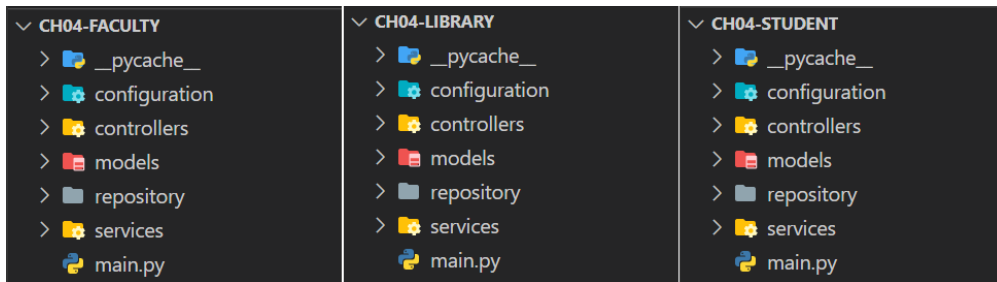 CH04-FACULTY
__pycache__
configuration
controllers
models
repository
services
main.py
CH04-LIBRARY
__pycache__
configuration
controllers
models
repository
services
main.py
CH04-STUDENT
__pycache__
configuration
controllers
models
repository
services
main.py